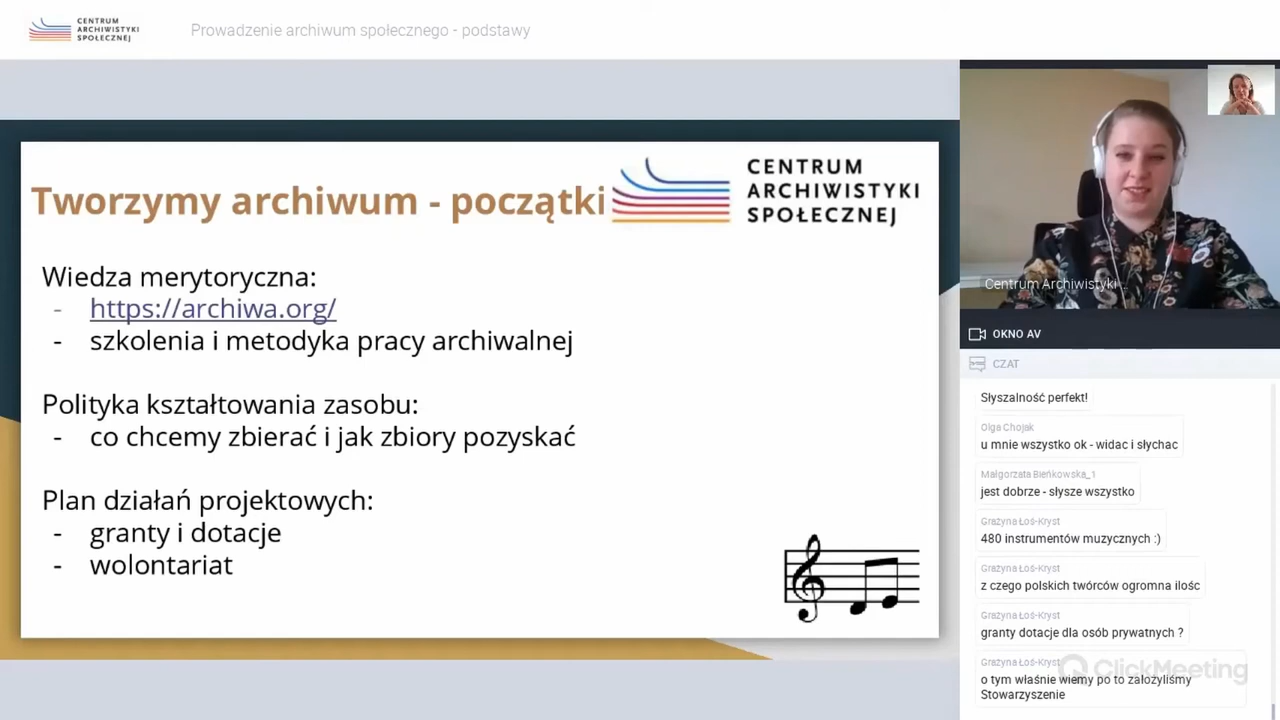 CENTRUM
ARCHIWISTYKI
SPOŁECZNEJ
Prowadzenie archiwum społecznego - podstawy
Tworzymy archiwum - początki
CENTRUM
ARCHIWISTYKI
SPOŁECZNEJ
Wiedza merytoryczna:
- https://archiwa.org/
- szkolenia i metodyka pracy archiwalnej
Polityka kształtowania zasobu:
- co chcemy zbierać i jak zbiory pozyskać
Plan działań projektowych:
- granty i dotacje
- wolontariat
Centrum Archiwistyki ...
OKNO AV
CZAT
Słyszalność perfekt!
Olga Chojak
u mnie wszystko ok - widac i słychac
Małgorzata Bieńkowska_1
jest dobrze - słysze wszystko
Grażyna Łoś-Kryst
480 instrumentów muzycznych :)
Grażyna Łoś-Kryst
z czego polskich twórców ogromna ilośc
Grażyna Łoś-Kryst
granty dotacje dla osób prywatnych ?
Grażyna Łoś-Kryst
o tym właśnie wiemy po to założyliśmy
Stowarzyszenie
ClickMeeting